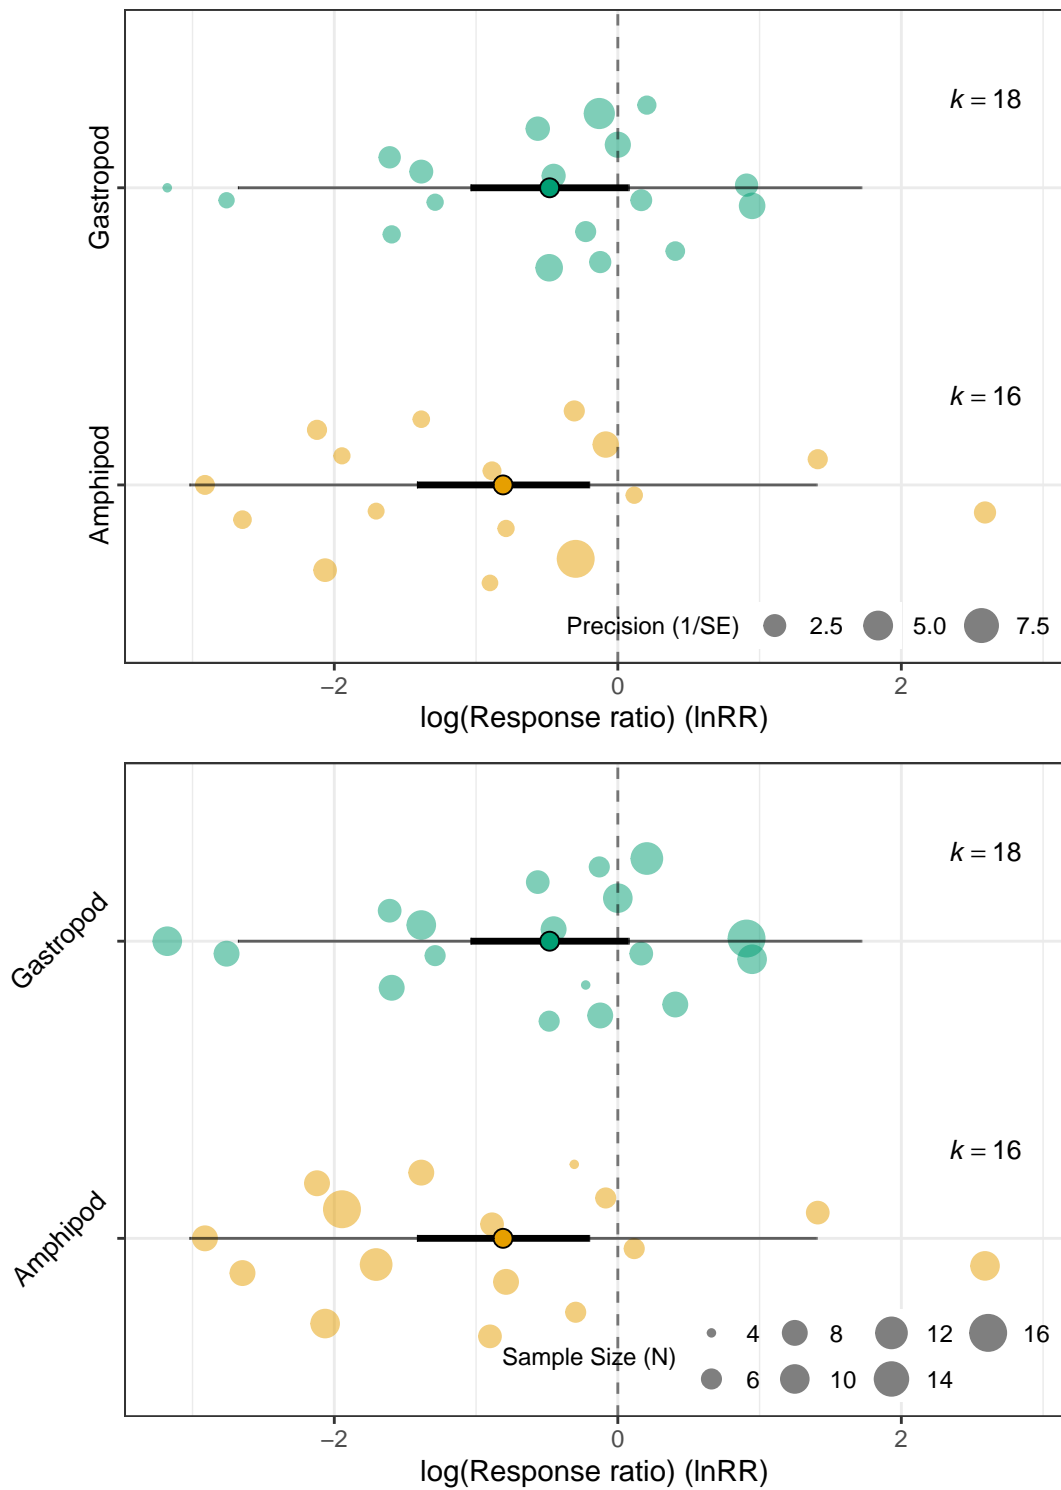 k = 18
Gastropod
k = 16
Amphipod
Precision (1/SE) 2.5 5.0 7.5
−2 0 2
log(Response ratio) (lnRR)
k = 18
Gastropod
k = 16
Amphipod
4 8 12 16
Sample Size (N)
6 10 14
−2 0 2
log(Response ratio) (lnRR)